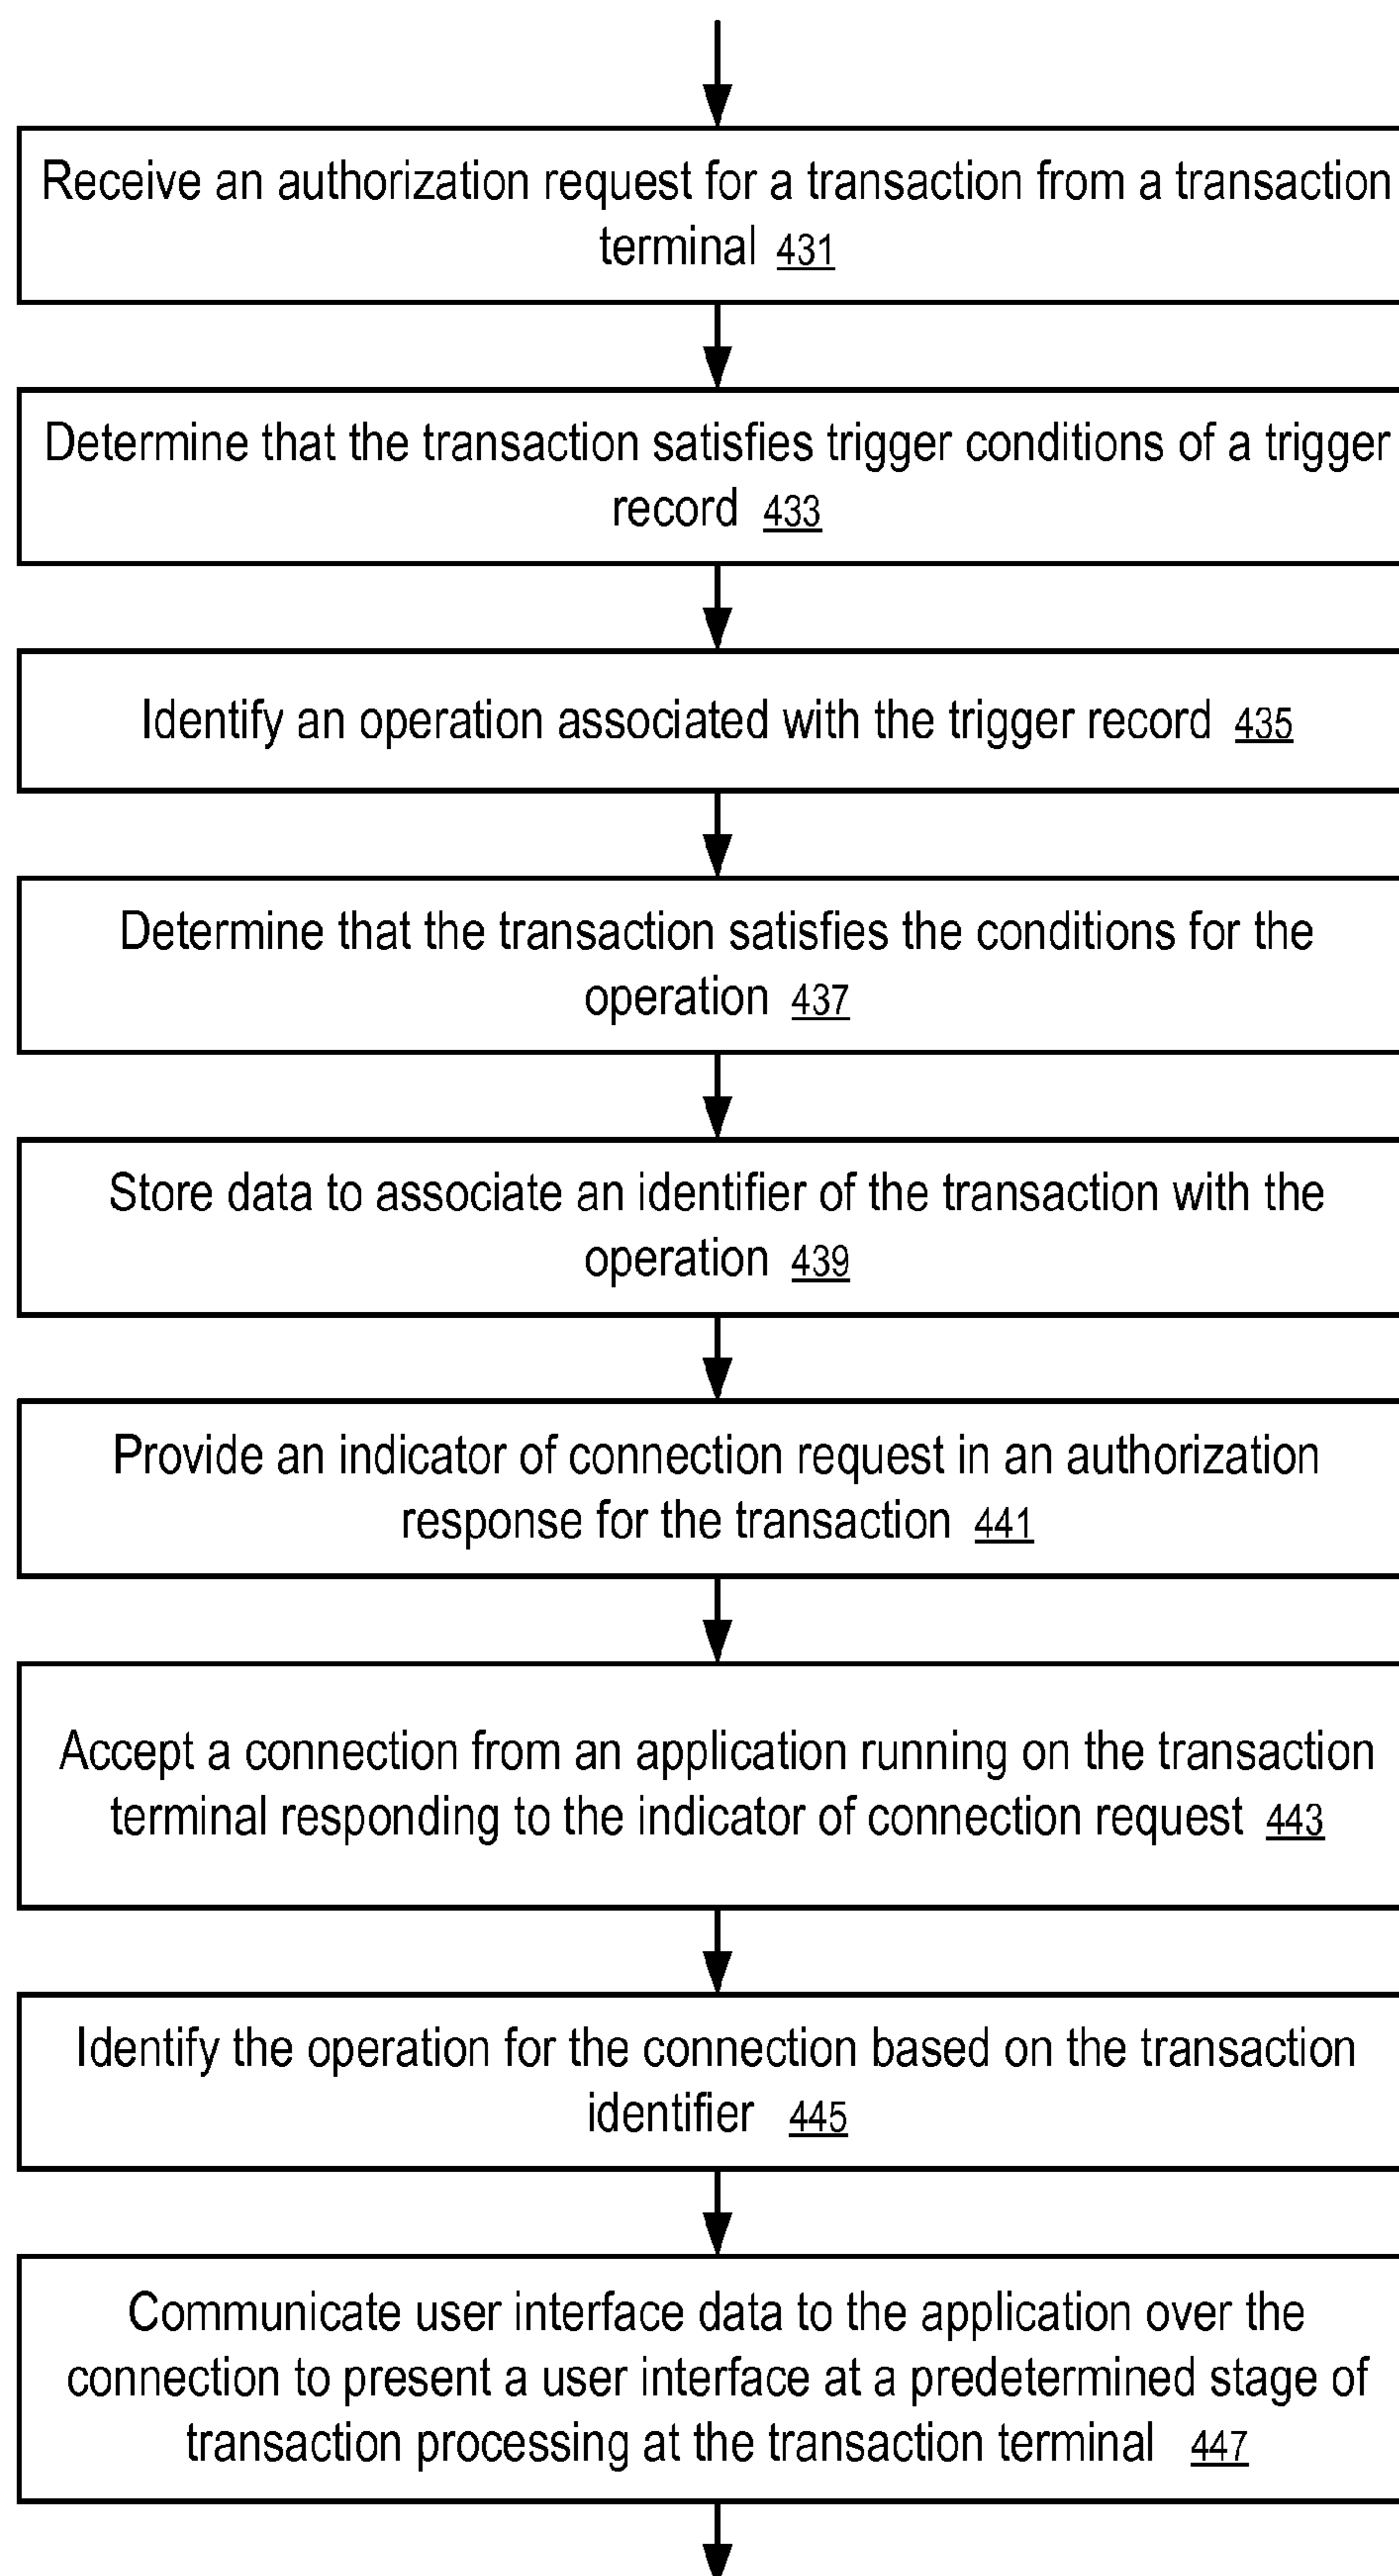 Receive an authorization request for a transaction from a transaction
terminal 431
Determine that the transaction satisfies trigger conditions of a trigger
record 433
Identify an operation associated with the trigger record 435
Determine that the transaction satisfies the conditions for the
operation 437
Store data to associate an identifier of the transaction with the
operation 439
Provide an indicator of connection request in an authorization
response for the transaction 441
Accept a connection from an application running on the transaction
terminal responding to the indicator of connection request 443
Identify the operation for the connection based on the transaction
identifier 445
Communicate user interface data to the application over the
connection to present a user interface at a predetermined stage of
transaction processing at the transaction terminal 447